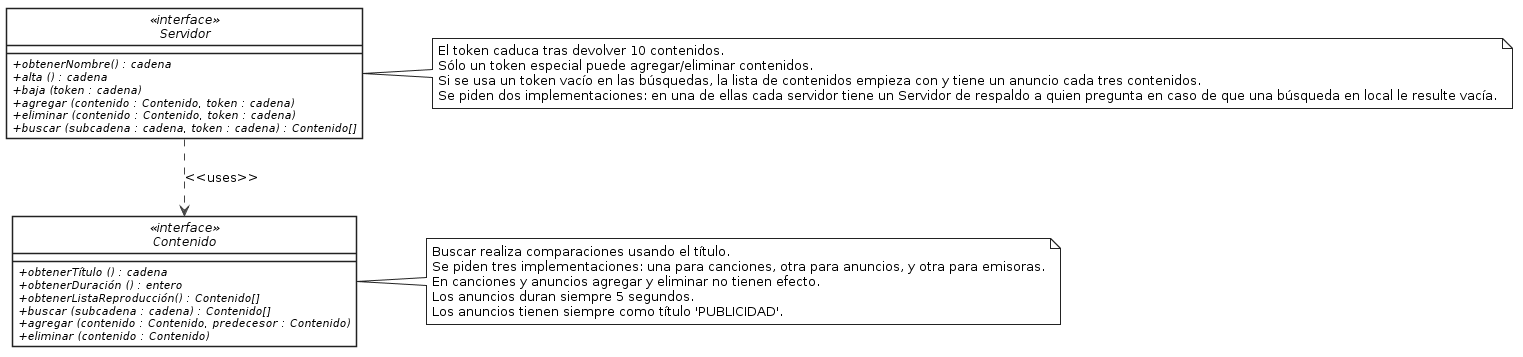 «interface»
Servidor
+obtenerNombre() : cadena
+alta () : cadena
+baja (token : cadena)
+agregar (contenido : Contenido, token : cadena)
+eliminar (contenido : Contenido, token : cadena)
+buscar (subcadena : cadena, token : cadena) : Contenido[]
El token caduca tras devolver 10 contenidos.
Sólo un token especial puede agregar/eliminar contenidos.
Si se usa un token vacío en las búsquedas, la lista de contenidos empieza con y tiene un anuncio cada tres contenidos.
Se piden dos implementaciones: en una de ellas cada servidor tiene un Servidor de respaldo a quien pregunta en caso de que una búsqueda en local le resulte vacía.
<<uses>>
«interface»
Contenido
+obtenerTítulo () : cadena
+obtenerDuración () : entero
+obtenerListaReproducción() : Contenido[]
+buscar (subcadena : cadena) : Contenido[]
+agregar (contenido : Contenido, predecesor : Contenido)
+eliminar (contenido : Contenido)
Buscar realiza comparaciones usando el título.
Se piden tres implementaciones: una para canciones, otra para anuncios, y otra para emisoras.
En canciones y anuncios agregar y eliminar no tienen efecto.
Los anuncios duran siempre 5 segundos.
Los anuncios tienen siempre como título 'PUBLICIDAD'.